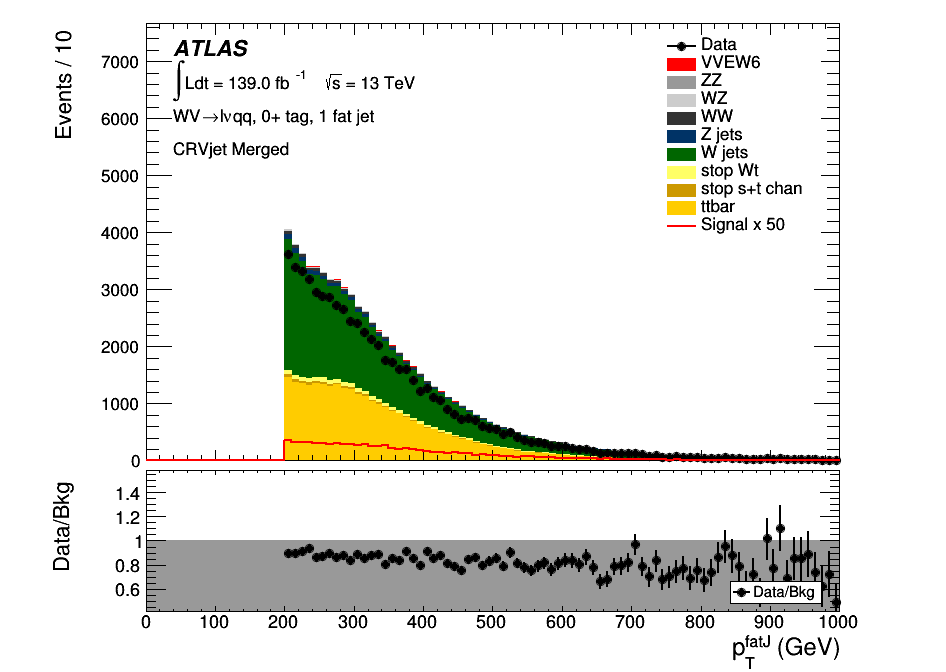 Events / 10
7000
6000
5000
4000
3000
2000
1000
0
ATLAS
∫Ldt = 139.0 fb⁻¹ √s = 13 TeV
WV→lνqq, 0+ tag, 1 fat jet
CRVjet Merged
Data
VVEW6
ZZ
WZ
WW
Z jets
W jets
stop Wt
stop s+t chan
ttbar
Signal x 50
Data/Bkg
1.4
1.2
1
0.8
0.6
Data/Bkg
0 100 200 300 400 500 600 700 800 900 1000
p_T^fatJ (GeV)